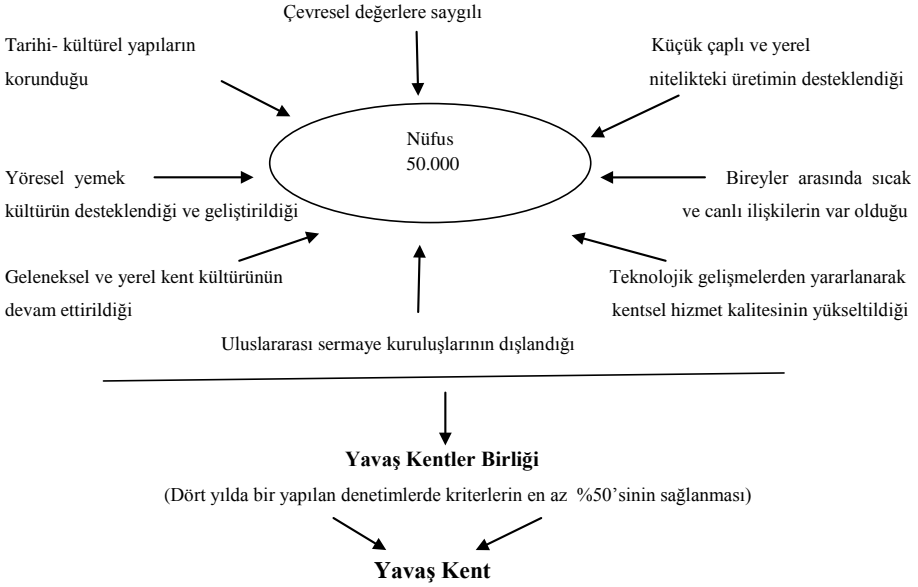 Çevresel değerlere saygılı
Tarihi- kültürel yapıların
korunduğu
Küçük çaplı ve yerel
nitelikteki üretimin desteklendiği
Nüfus
50.000
Yöresel yemek
kültürün desteklendiği ve geliştirildiği
Bireyler arasında sıcak
ve canlı ilişkilerin var olduğu
Geleneksel ve yerel kent kültürünün
devam ettirildiği
Teknolojik gelişmelerden yararlanarak
kentsel hizmet kalitesinin yükseltildiği
Uluslararası sermaye kuruluşlarının dışlandığı
Yavaş Kentler Birliği
(Dört yılda bir yapılan denetimlerde kriterlerin en az %50’sinin sağlanması)
Yavaş Kent